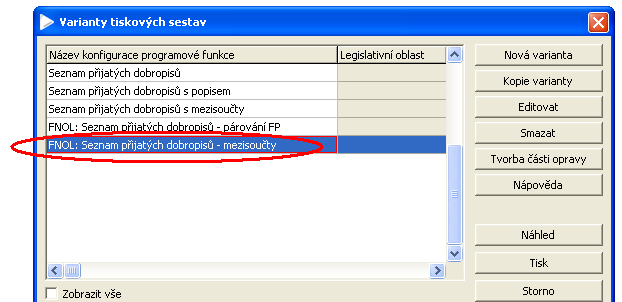 Varianty tiskových sestav
Název konfigurace programové funkce Legislativní oblast
Seznam přijatých dobropisů
Seznam přijatých dobropisů s popisem
Seznam přijatých dobropisů s mezisoučty
FNOL: Seznam přijatých dobropisů - párování FP
FNOL: Seznam přijatých dobropisů - mezisoučty
Zobrazit vše
Nová varianta
Kopie varianty
Editovat
Smazat
Tvorba části opravy
Nápověda
Náhled
Tisk
Storno